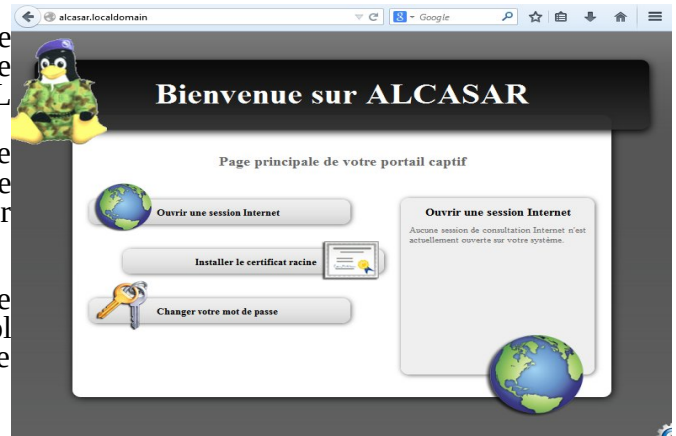 alcasar.localdomain
Google
Bienvenue sur ALCASAR
Page principale de votre portail captif
Ouvrir une session Internet
Installer le certificat racine
Changer votre mot de passe
Ouvrir une session Internet
Aucune session de consultation Internet n'est
actuellement ouverte sur votre système.